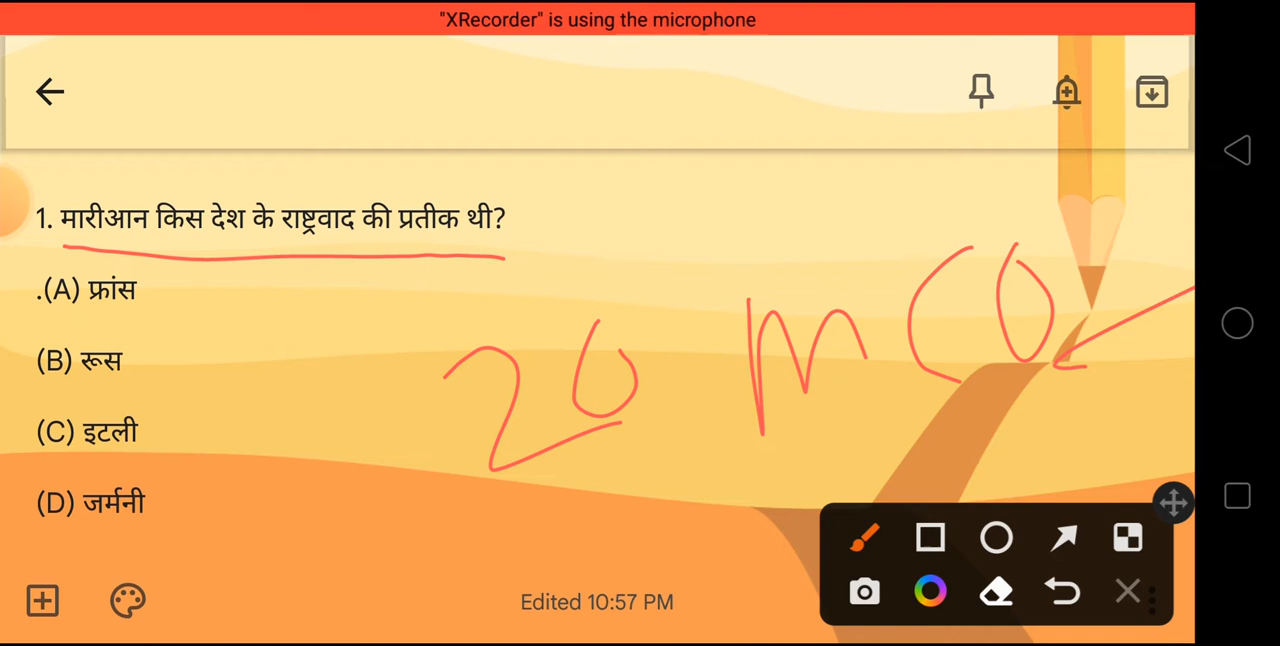 "XRecorder" is using the microphone
1. मारीआन किस देश के राष्ट्रवाद की प्रतीक थी?
.(A) फ्रांस
(B) रूस
20 MCQ
(C) इटली
(D) जर्मनी
Edited 10:57 PM